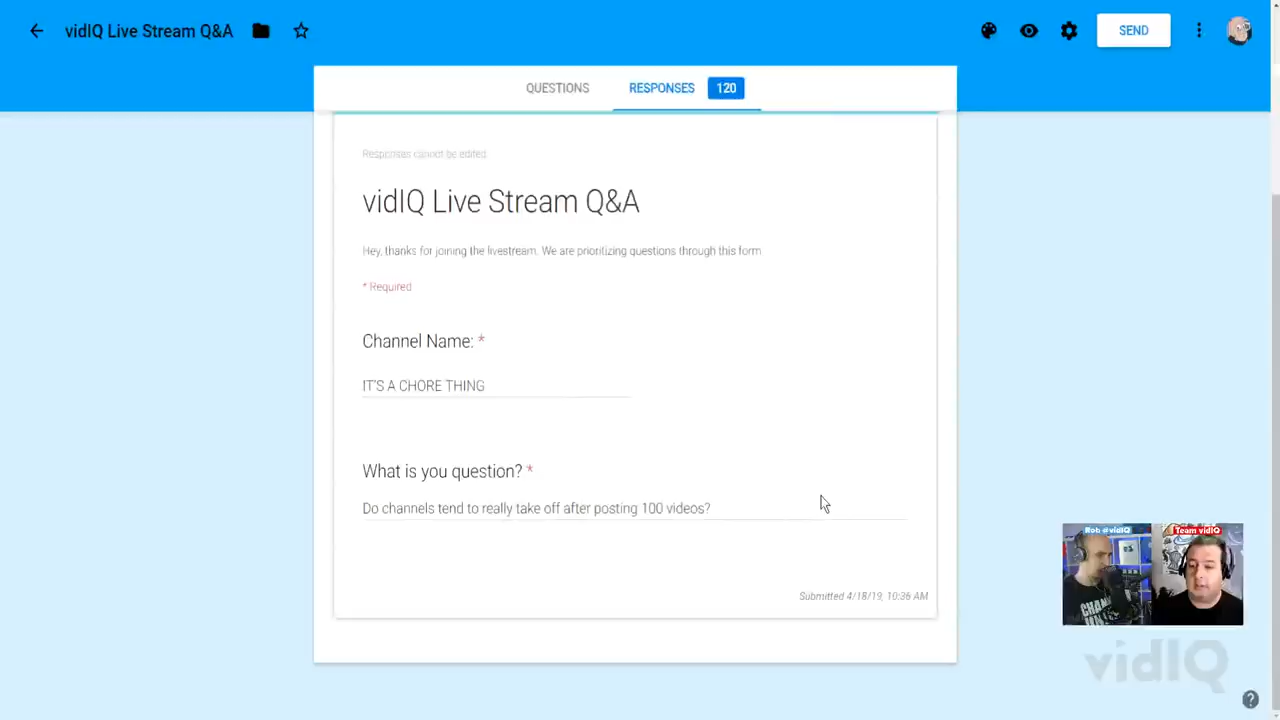 vidIQ Live Stream Q&A
SEND
QUESTIONS
RESPONSES 120
Responses cannot be edited
vidIQ Live Stream Q&A
Hey, thanks for joining the livestream. We are prioritizing questions through this form
* Required
Channel Name: *
IT'S A CHORE THING
What is you question? *
Do channels tend to really take off after posting 100 videos?
Submitted 4/18/19, 10:36 AM
Rob @vidIQ
Team vidIQ
vidIQ